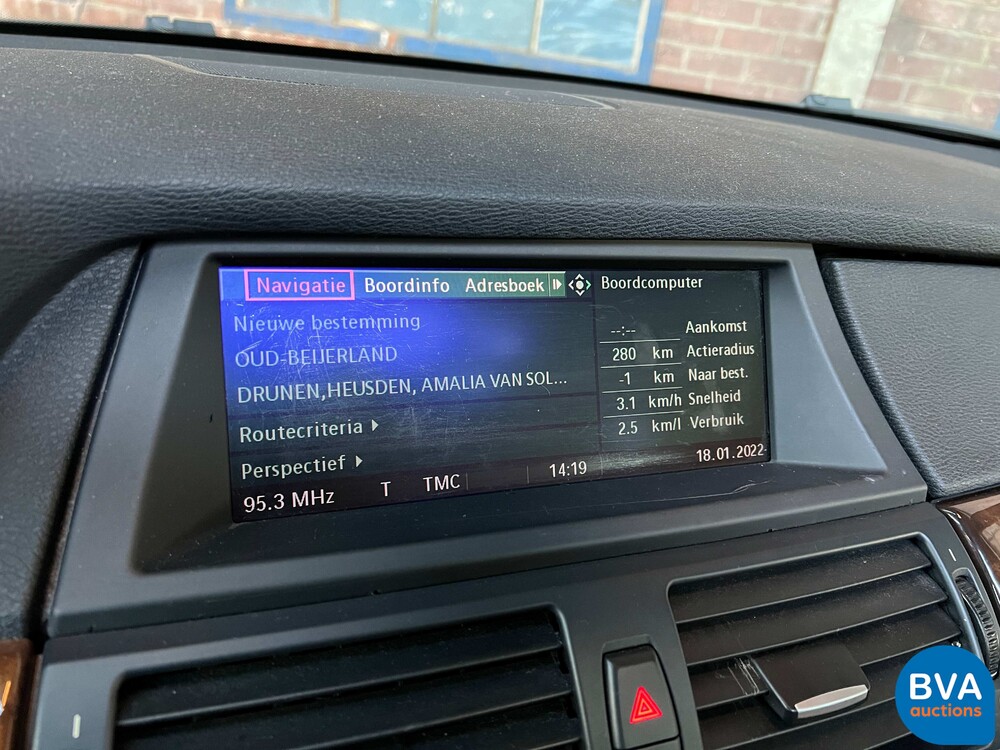 Navigatie Boordinfo Adresboek
Nieuwe bestemming
OUD-BEIJERLAND
DRUNEN,HEUSDEN, AMALIA VAN SOL...
Routecriteria
Perspectief
95.3 MHz T TMC 14:19 18.01.2022
Boordcomputer
--:-- Aankomst
280 km Actieradius
-1 km Naar best.
3.1 km/h Snelheid
2.5 km/l Verbruik
BVA
auctions